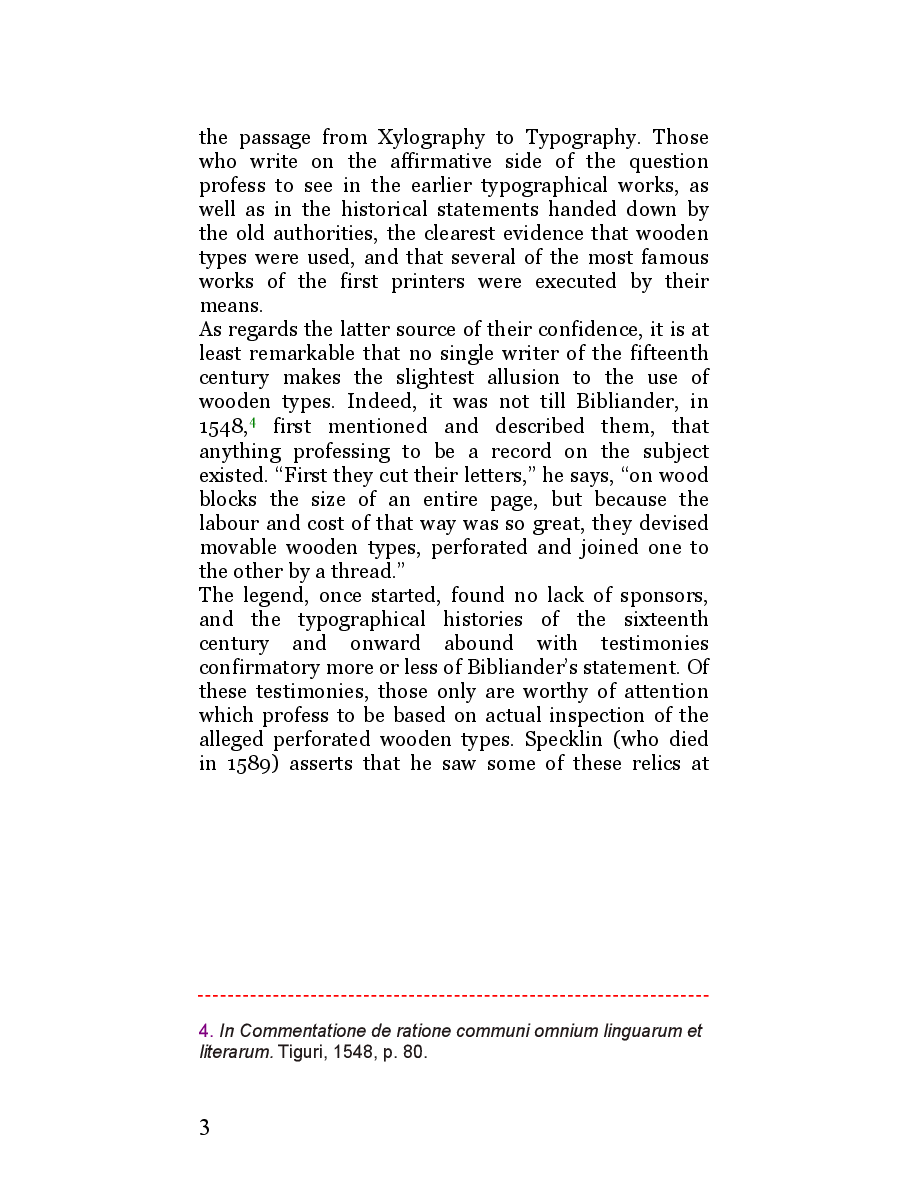 the passage from Xylography to Typography. Those
who write on the affirmative side of the question
profess to see in the earlier typographical works, as
well as in the historical statements handed down by
the old authorities, the clearest evidence that wooden
types were used, and that several of the most famous
works of the first printers were executed by their
means.
As regards the latter source of their confidence, it is at
least remarkable that no single writer of the fifteenth
century makes the slightest allusion to the use of
wooden types. Indeed, it was not till Bibliander, in
1548,4 first mentioned and described them, that
anything professing to be a record on the subject
existed. “First they cut their letters,” he says, “on wood
blocks the size of an entire page, but because the
labour and cost of that way was so great, they devised
movable wooden types, perforated and joined one to
the other by a thread.”
The legend, once started, found no lack of sponsors,
and the typographical histories of the sixteenth
century and onward abound with testimonies
confirmatory more or less of Bibliander’s statement. Of
these testimonies, those only are worthy of attention
which profess to be based on actual inspection of the
alleged perforated wooden types. Specklin (who died
in 1589) asserts that he saw some of these relics at
4. In Commentatione de ratione communi omnium linguarum et
literarum. Tiguri, 1548, p. 80.
3